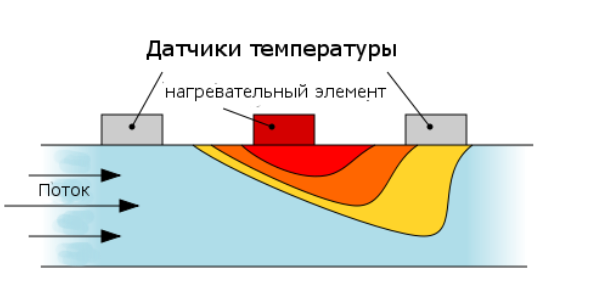 Датчики температуры
нагревательный элемент
Поток